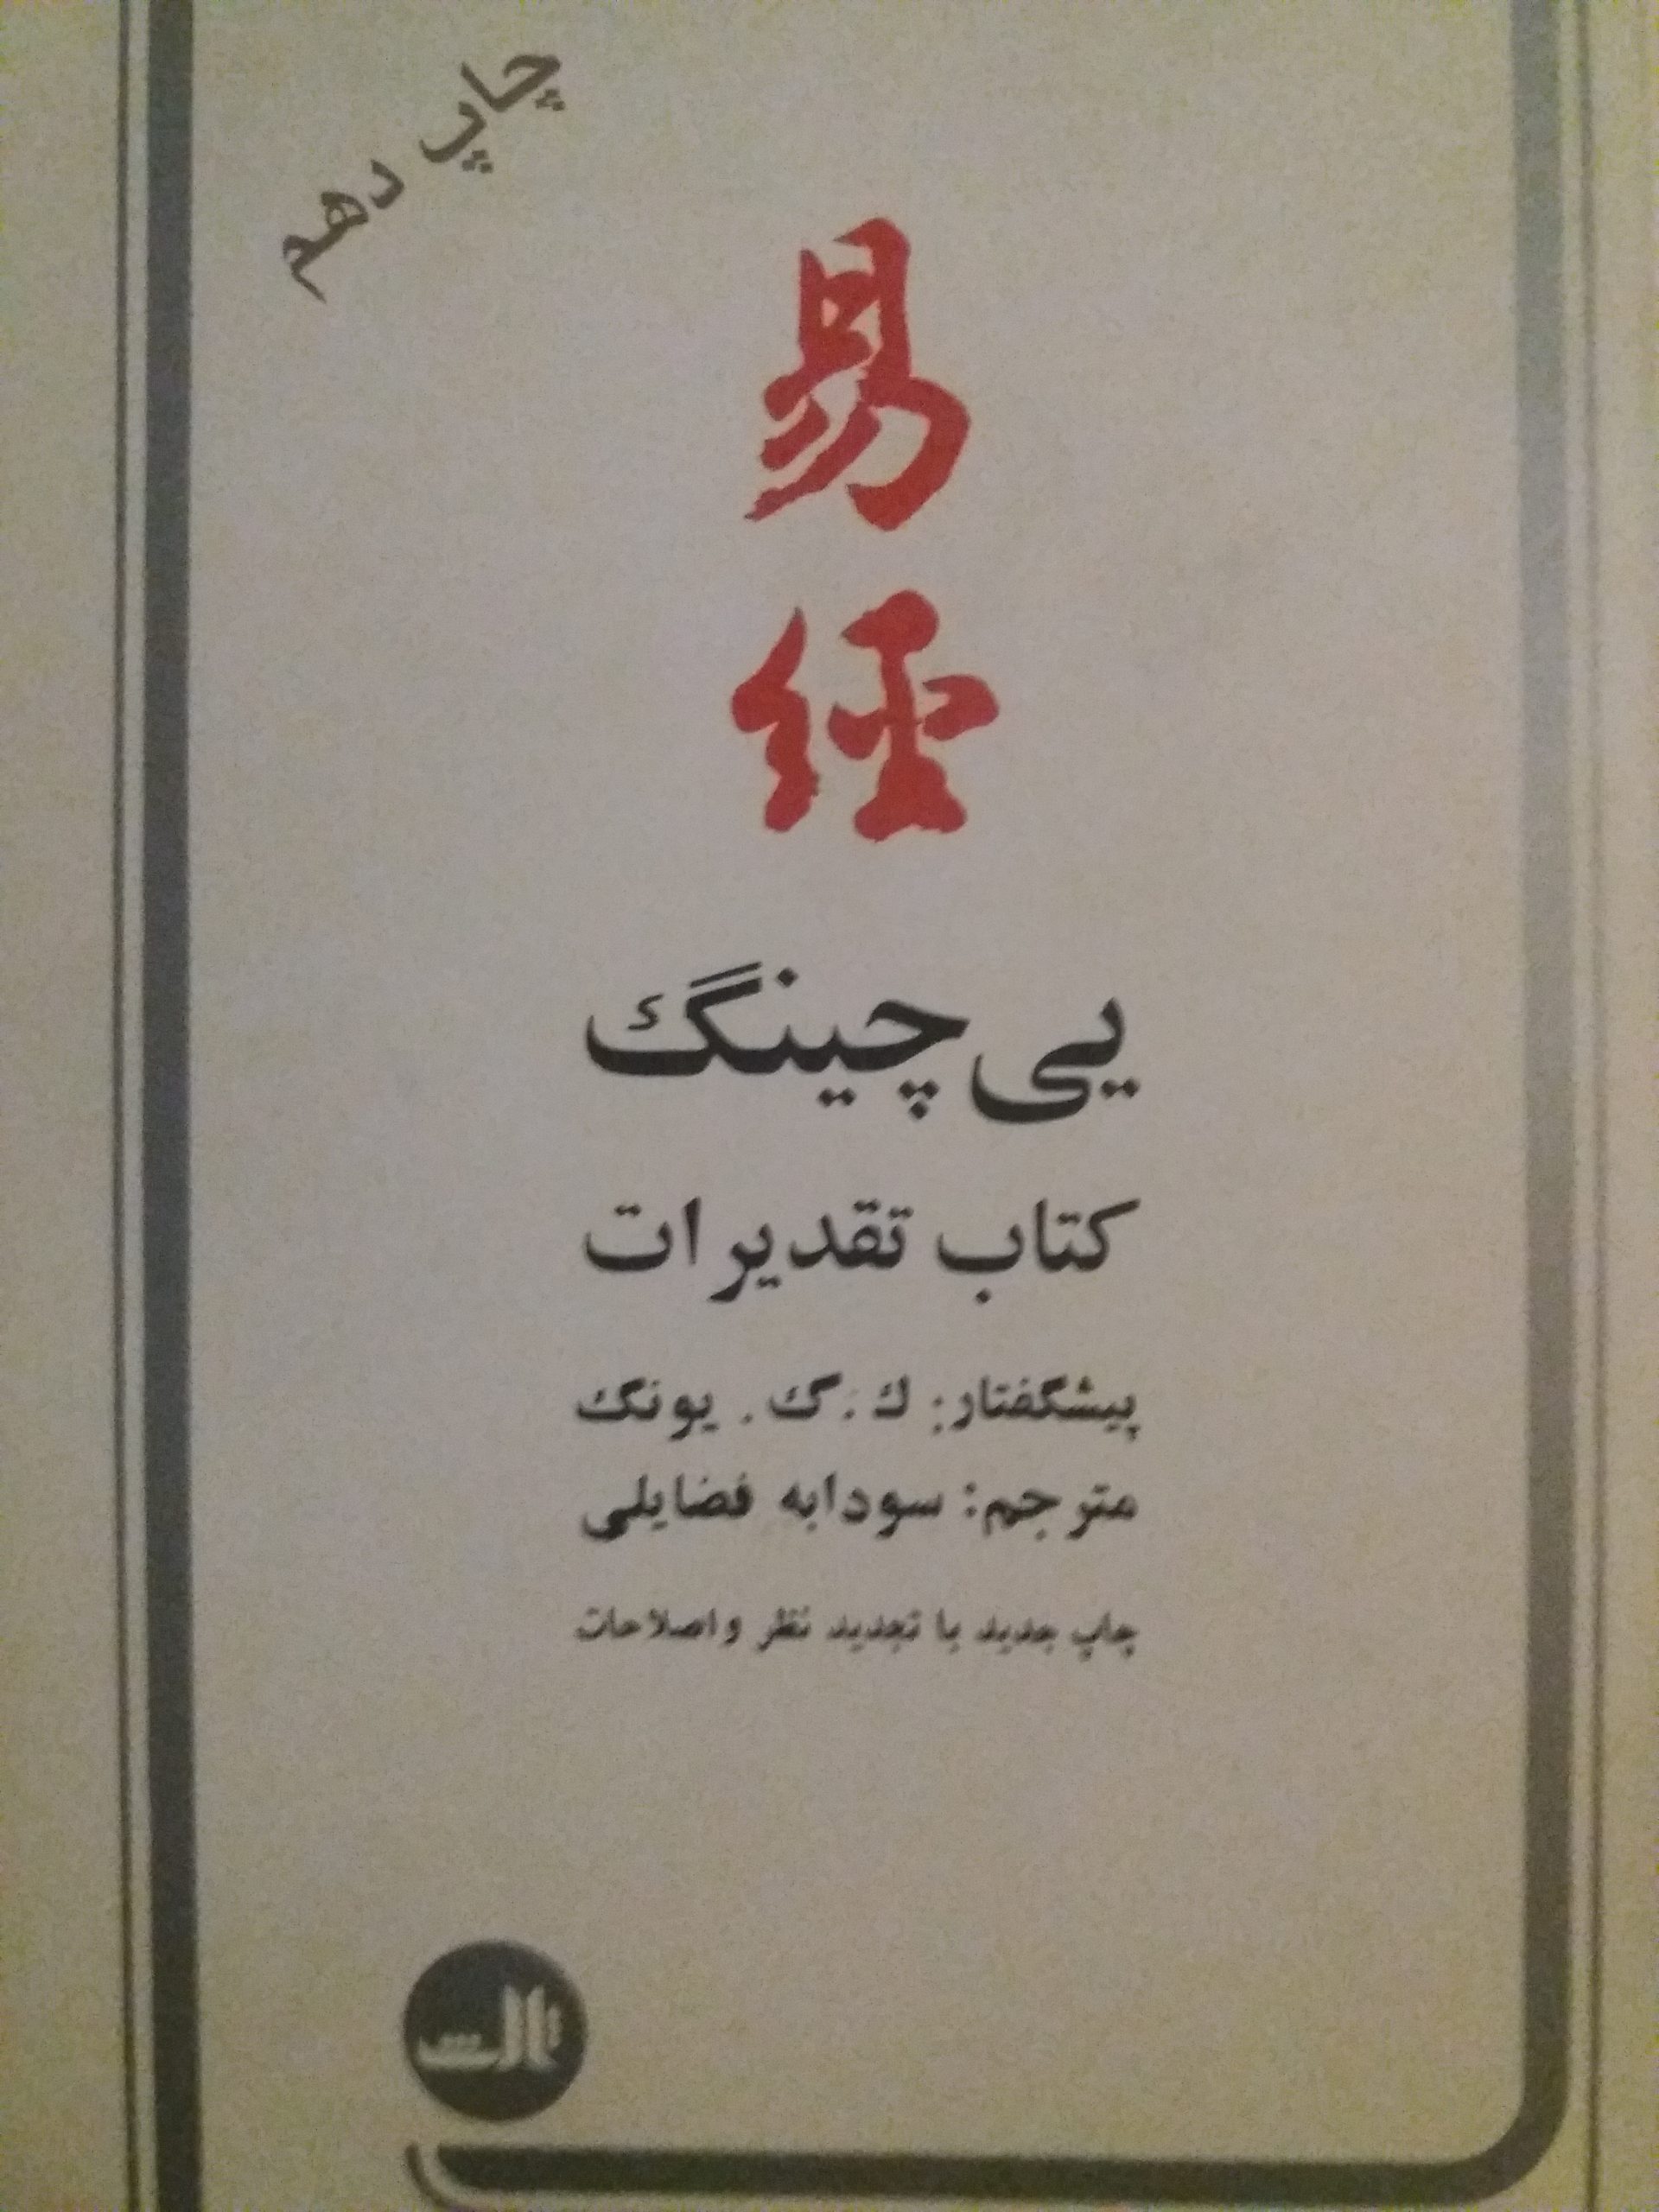 چاپ دهم
易
經
یی چینگ
کتاب تقدیرات
پیشگفتار: ك. گ. یونگ
مترجم: سودابه فضایلی
چاپ جدید با تجدید نظر و اصلاحات
ثالث